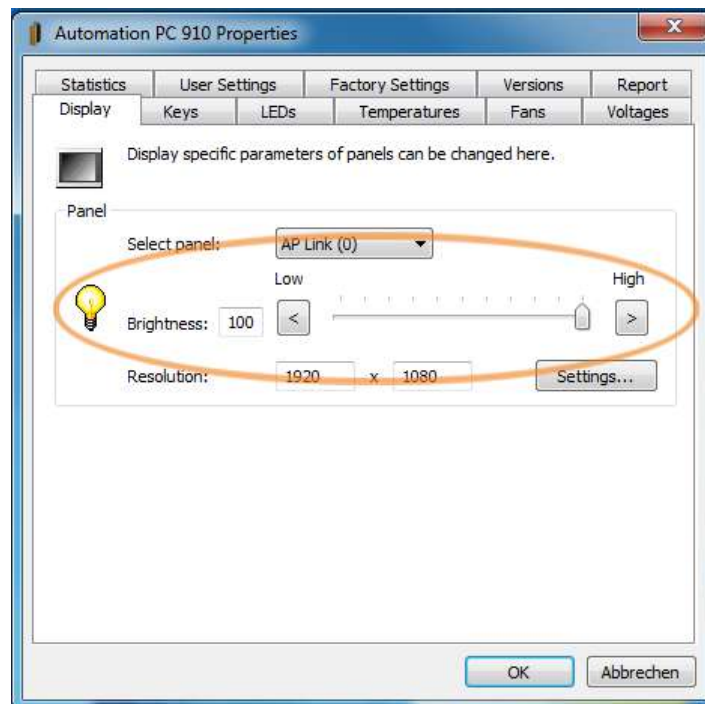 Automation PC 910 Properties
X
Statistics User Settings Factory Settings Versions Report
Display Keys LEDs Temperatures Fans Voltages
Display specific parameters of panels can be changed here.
Panel
Select panel: AP Link (0)
Low High
Brightness: 100 < >
Resolution: 1920 x 1080 Settings...
OK Abbrechen